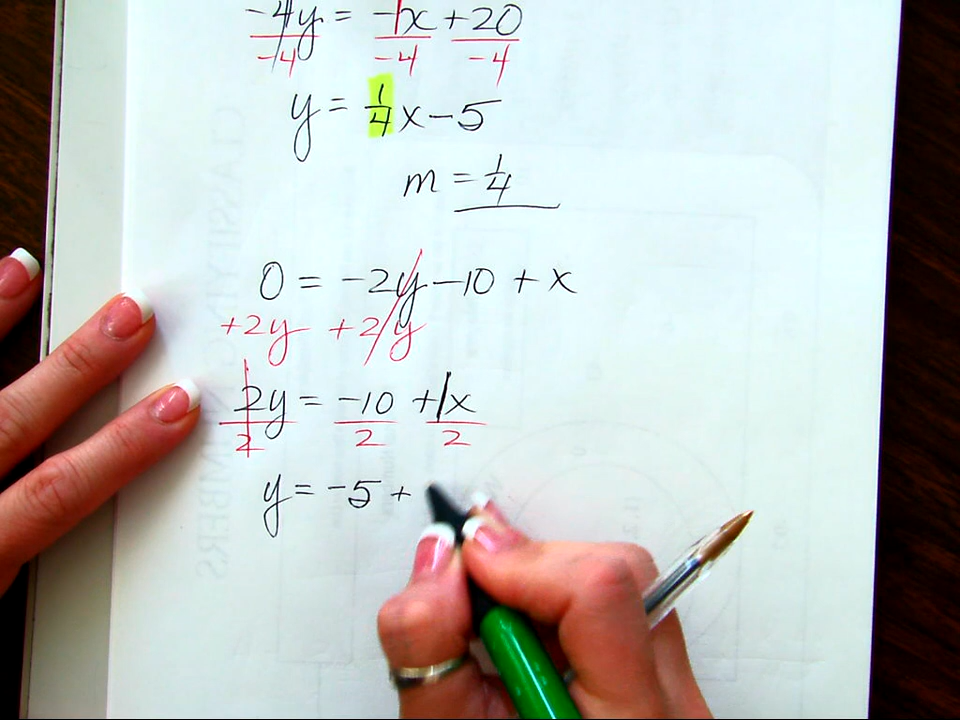 -4y = -1x + 20
-4 -4 -4
y = 1/4 x - 5
m = 1/4
0 = -2y - 10 + x
+2y +2y
2y = -10 + 1x
2 2 2
y = -5 +